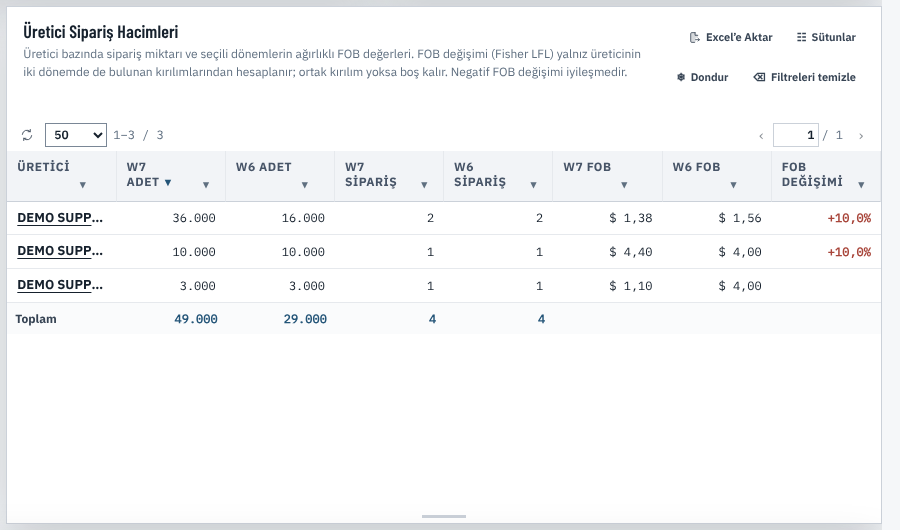 Üretici Sipariş Hacimleri
Üretici bazında sipariş miktarı ve seçili dönemlerin ağırlıklı FOB değerleri. FOB değişimi (Fisher LFL) yalnız üreticinin
iki dönemde de bulunan kırılımlarından hesaplanır; ortak kırılım yoksa boş kalır. Negatif FOB değişimi iyileşmedir.
Excel'e Aktar
Sütunlar
Dondur
Filtreleri temizle
50 1–3 / 3
‹ 1 / 1 ›
ÜRETİCİ ▼ W7 ADET ▼ ▼ W6 ADET ▼ W7 SİPARİŞ ▼ W6 SİPARİŞ ▼ W7 FOB ▼ W6 FOB ▼ FOB DEĞİŞİMİ ▼
DEMO SUPP... 36.000 16.000 2 2 $ 1,38 $ 1,56 +10,0%
DEMO SUPP... 10.000 10.000 1 1 $ 4,40 $ 4,00 +10,0%
DEMO SUPP... 3.000 3.000 1 1 $ 1,10 $ 4,00
Toplam 49.000 29.000 4 4